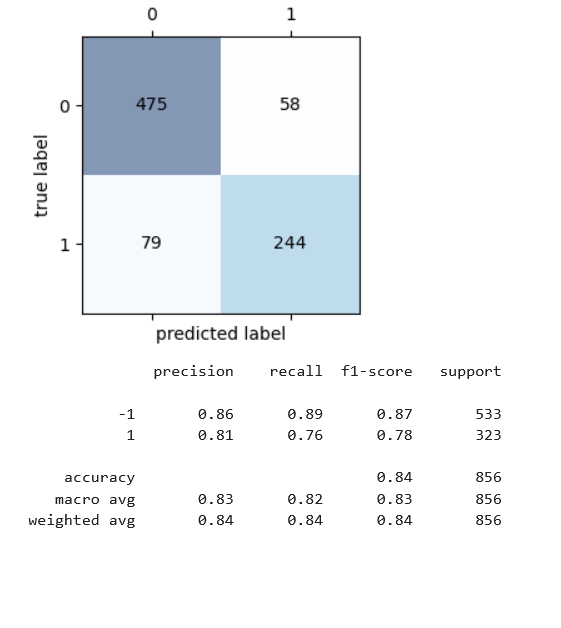 0 1
0 475 58
true label
1 79 244
predicted label
precision recall f1-score support
-1 0.86 0.89 0.87 533
1 0.81 0.76 0.78 323
accuracy 0.84 856
macro avg 0.83 0.82 0.83 856
weighted avg 0.84 0.84 0.84 856